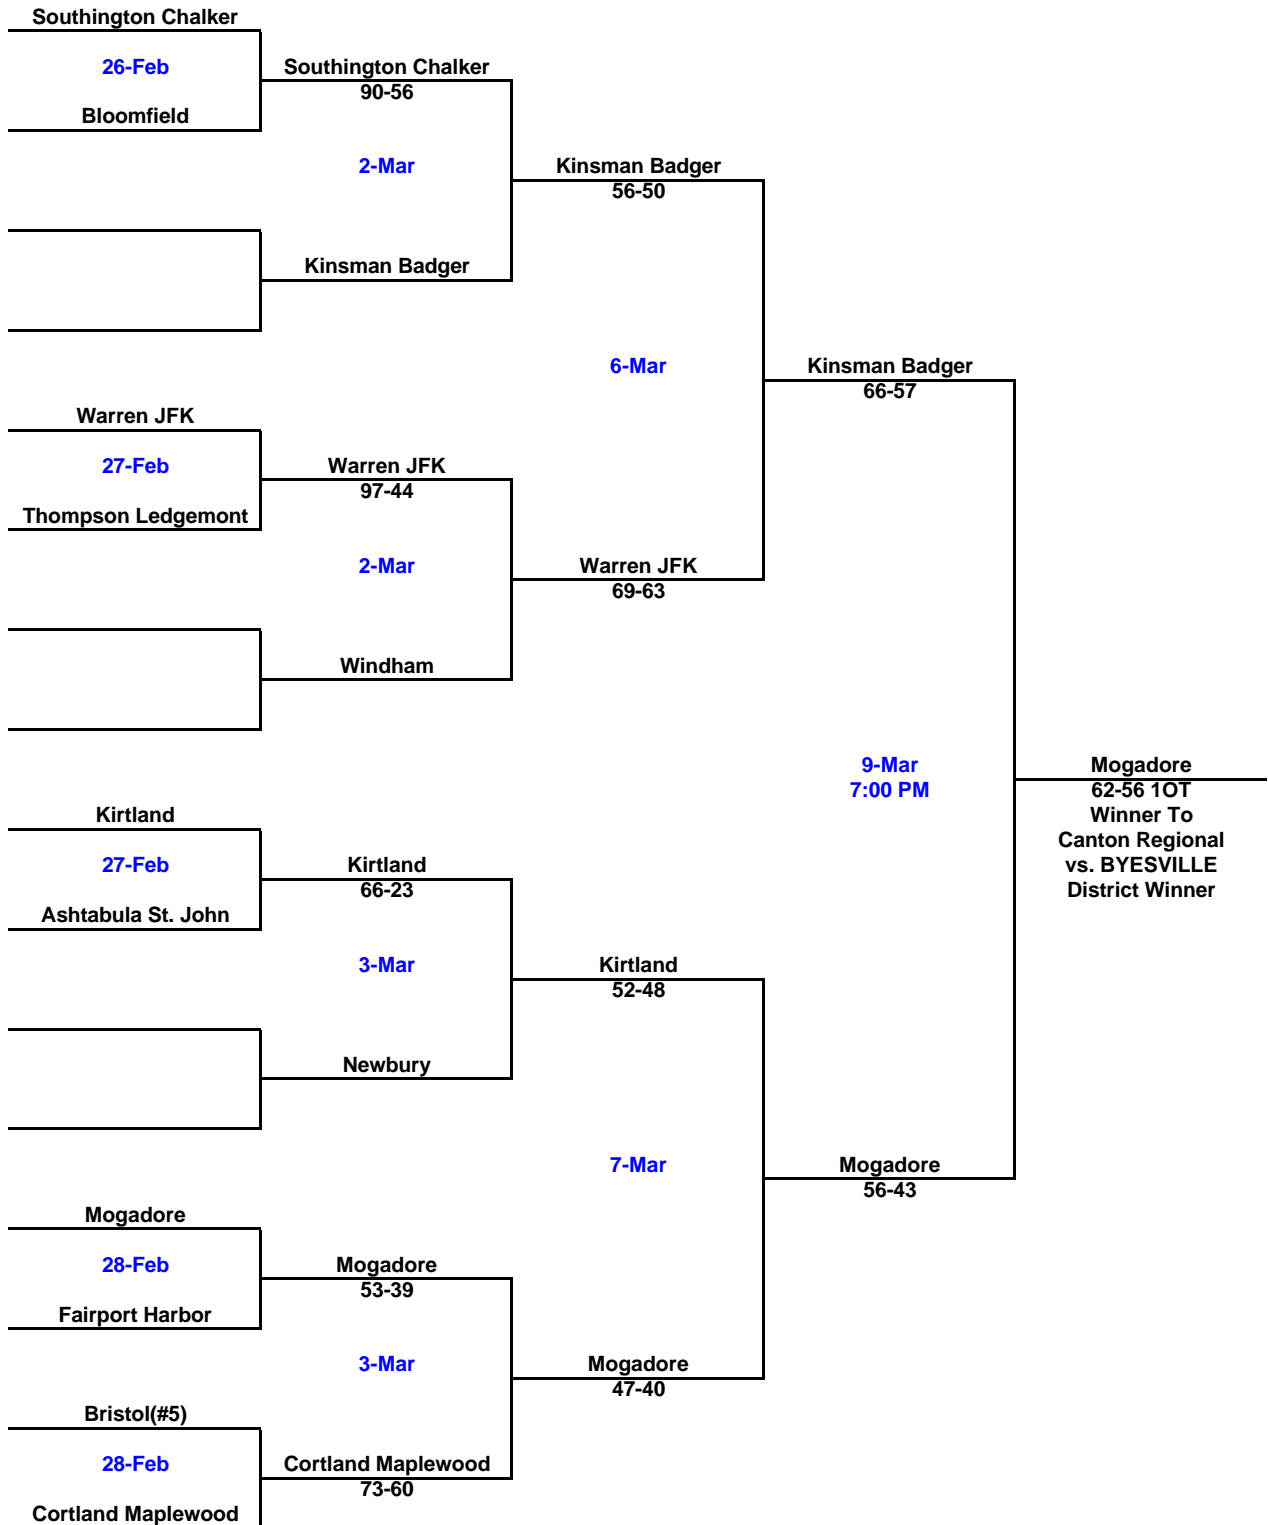 Southington Chalker
26-Feb
Bloomfield
Southington Chalker
90-56
2-Mar
Kinsman Badger
Kinsman Badger
56-50
6-Mar
Kinsman Badger
66-57
Warren JFK
27-Feb
Thompson Ledgemont
Warren JFK
97-44
2-Mar
Windham
Warren JFK
69-63
9-Mar
7:00 PM
Mogadore
62-56 1OT
Winner To
Canton Regional
vs. BYESVILLE
District Winner
Kirtland
27-Feb
Ashtabula St. John
Kirtland
66-23
3-Mar
Newbury
Kirtland
52-48
7-Mar
Mogadore
56-43
Mogadore
28-Feb
Fairport Harbor
Mogadore
53-39
3-Mar
Mogadore
47-40
Bristol(#5)
28-Feb
Cortland Maplewood
Cortland Maplewood
73-60